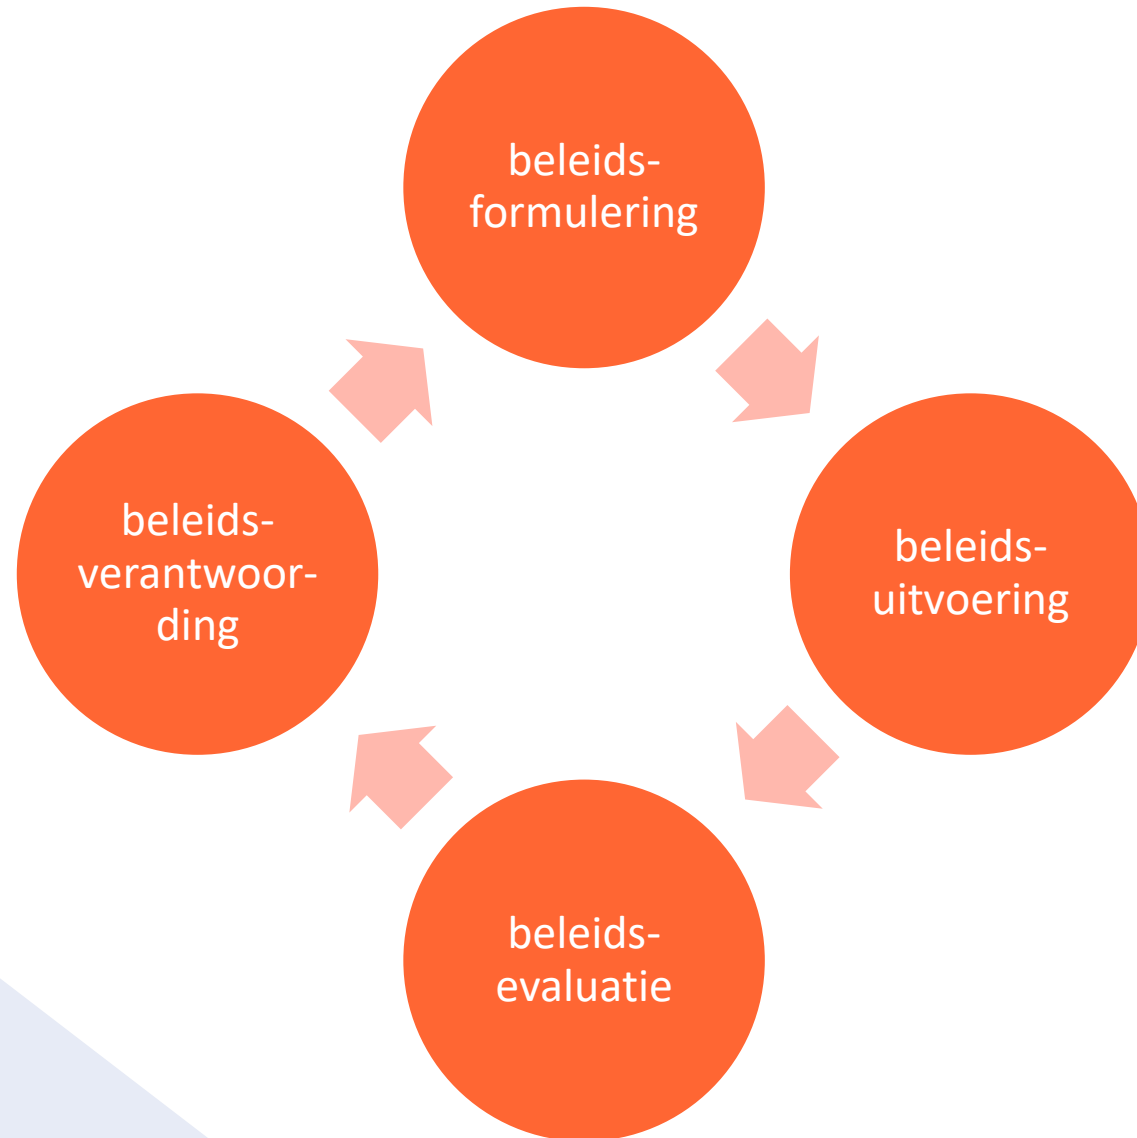 beleids-
formulering
beleids-
uitvoering
beleids-
evaluatie
beleids-
verantwoor-
ding